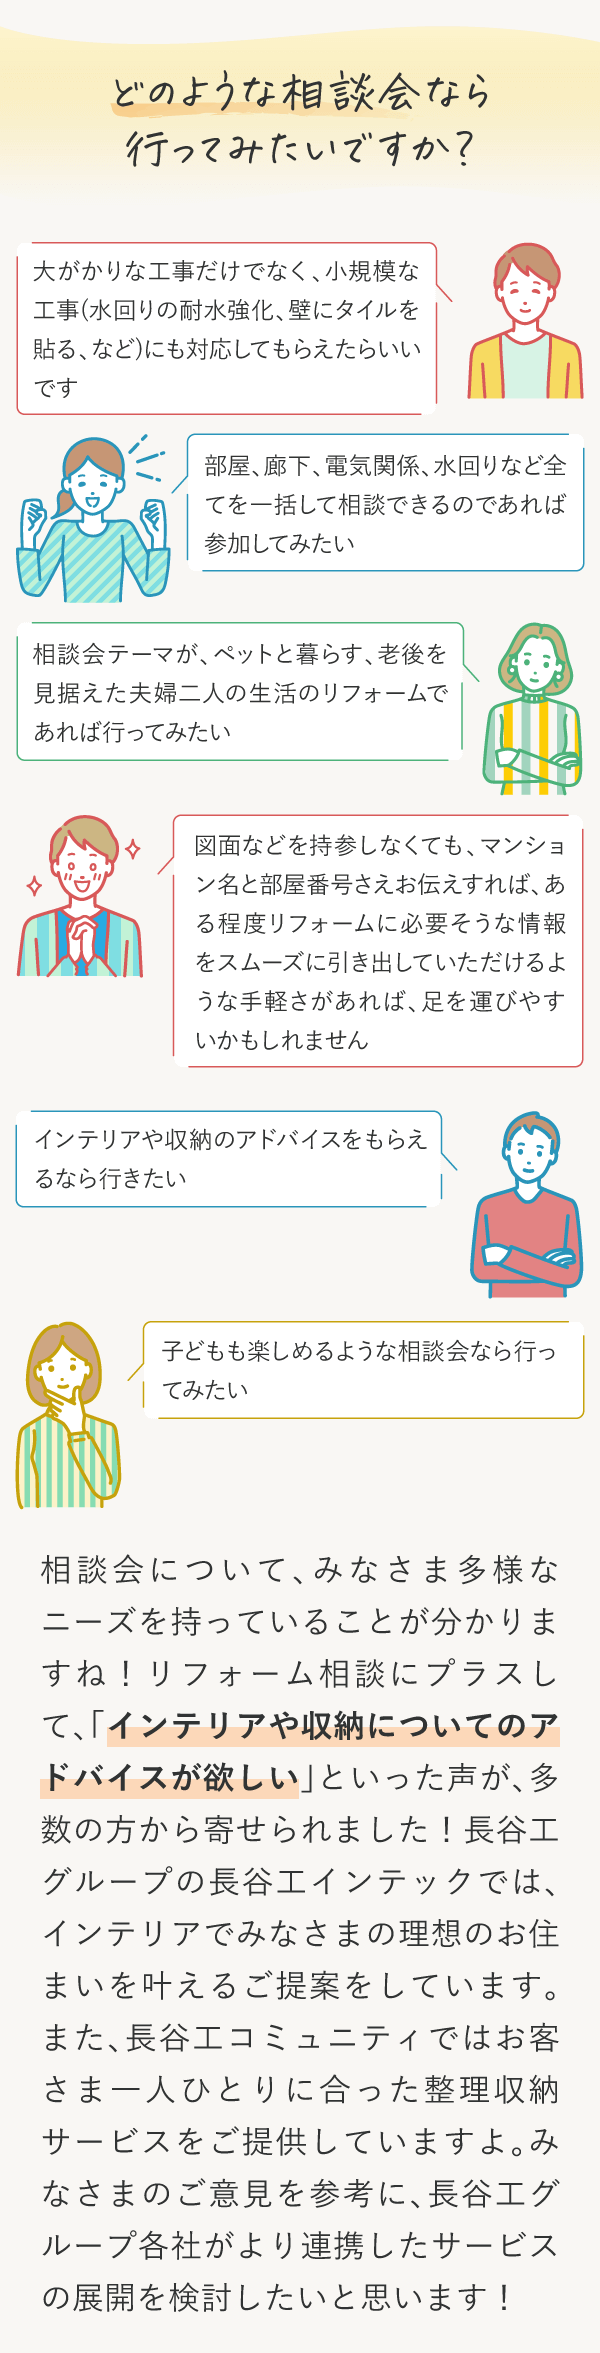 どのような相談会なら
行ってみたいですか?
大がかりな工事だけでなく、小規模な
工事(水回りの耐水強化、壁にタイルを
貼る、など)にも対応してもらえたらいい
です
部屋、廊下、電気関係、水回りなど全
てを一括して相談できるのであれば
参加してみたい
相談会テーマが、ペットと暮らす、老後を
見据えた夫婦二人の生活のリフォームで
あれば行ってみたい
図面などを持参しなくても、マンショ
ン名と部屋番号さえお伝えすれば、あ
る程度リフォームに必要そうな情報
をスムーズに引き出していただけるよ
うな手軽さがあれば、足を運びやす
いかもしれません
インテリアや収納のアドバイスをもらえ
るなら行きたい
子どもも楽しめるような相談会なら行っ
てみたい
相談会について、みなさま多様な
ニーズを持っていることが分かりま
すね！リフォーム相談にプラスし
て、「インテリアや収納についてのア
ドバイスが欲しい」といった声が、多
数の方から寄せられました！長谷工
グループの長谷工インテックでは、
インテリアでみなさまの理想のお住
まいを叶えるご提案をしています。
また、長谷工コミュニティではお客
さま一人ひとりに合った整理収納
サービスをご提供していますよ。み
なさまのご意見を参考に、長谷工グ
ループ各社がより連携したサービス
の展開を検討したいと思います！